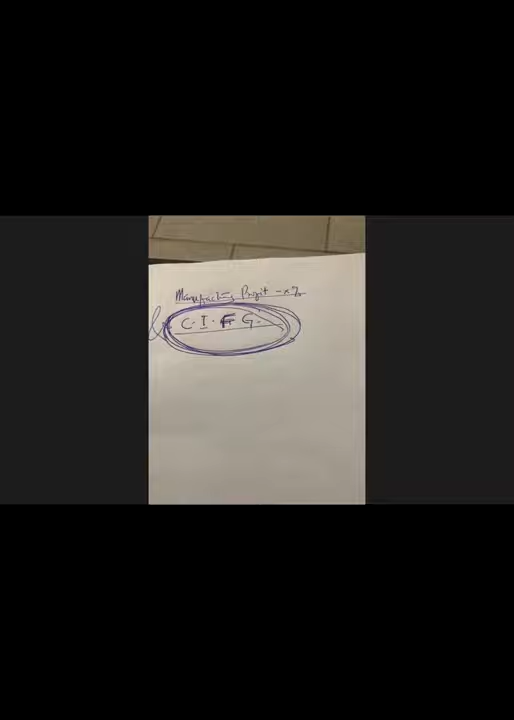 Manufacturing Profit - x%
C. I. F G.